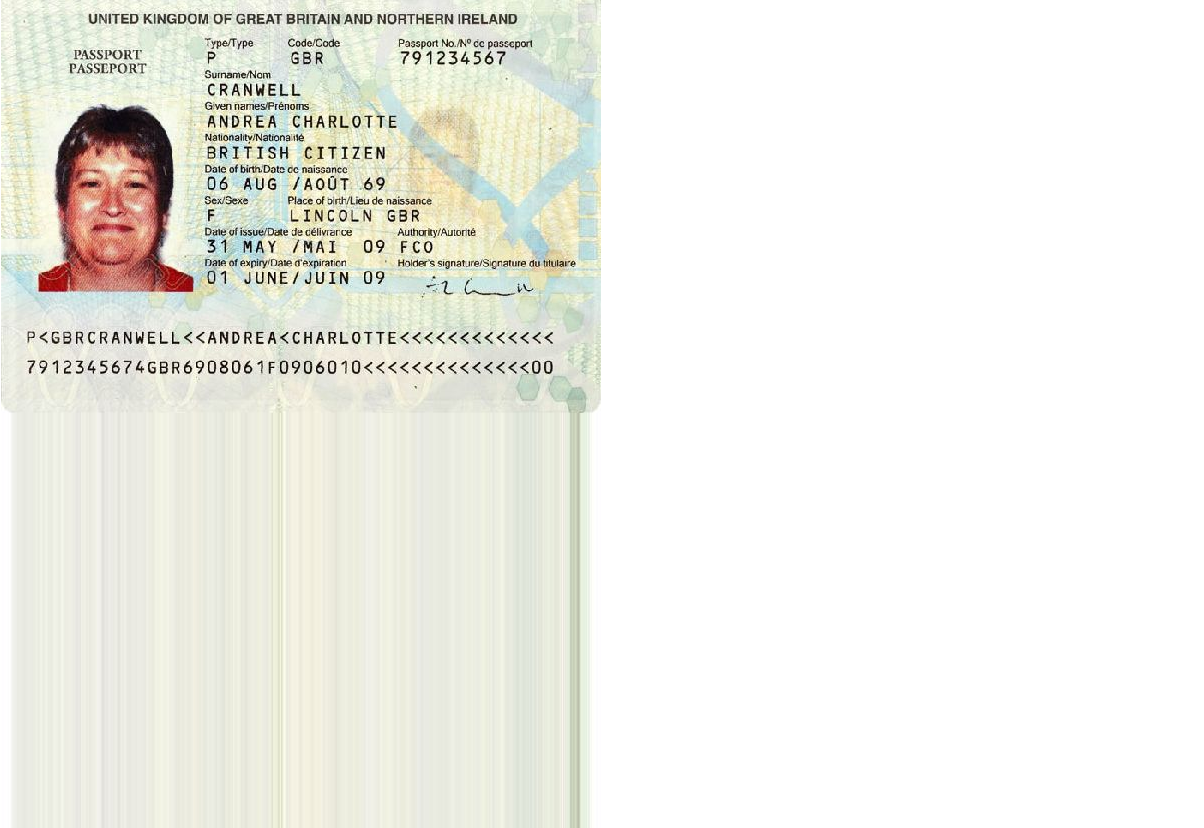 UNITED KINGDOM OF GREAT BRITAIN AND NORTHERN IRELAND
PASSPORT
PASSEPORT
Type/Type Code/Code Passport No./Nº de passeport
P GBR 791234567
Surname/Nom
CRANWELL
Given names/Prénoms
ANDREA CHARLOTTE
Nationality/Nationalité
BRITISH CITIZEN
Date of birth/Date de naissance
06 AUG /AOÛT 69
Sex/Sexe Place of birth/Lieu de naissance
F LINCOLN GBR
Date of issue/Date de délivrance Authority/Autorité
31 MAY /MAI 09 FCO
Date of expiry/Date d'expiration Holder's signature/Signature du titulaire
01 JUNE/JUIN 09
P<GBRCRANWELL<<ANDREA<CHARLOTTE<<<<<<<<<<<<<
7912345674GBR6908061F0906010<<<<<<<<<<<<<<00